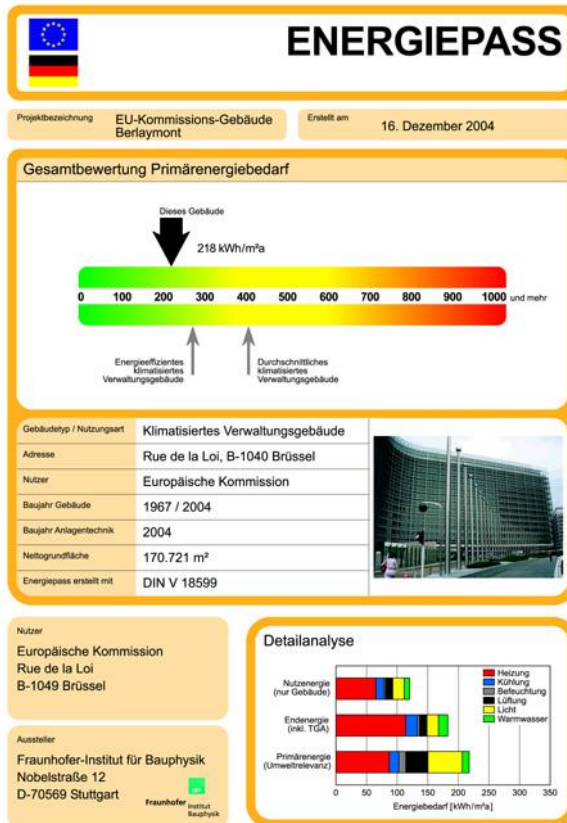 ENERGIEPASS
Projektbezeichnung
EU-Kommissions-Gebäude
Berlaymont
Erstellt am
16. Dezember 2004
Gesamtbewertung Primärenergiebedarf
Dieses Gebäude
218 kWh/m²a
0 100 200 300 400 500 600 700 800 900 1000 und mehr
Energieeffizientes
klimatisiertes
Verwaltungsgebäude
Durchschnittliches
klimatisiertes
Verwaltungsgebäude
Gebäudetyp / Nutzungsart Klimatisiertes Verwaltungsgebäude
Adresse Rue de la Loi, B-1040 Brüssel
Nutzer Europäische Kommission
Baujahr Gebäude 1967 / 2004
Baujahr Anlagentechnik 2004
Nettogrundfläche 170.721 m²
Energiepass erstellt mit DIN V 18599
Nutzer
Europäische Kommission
Rue de la Loi
B-1049 Brüssel
Aussteller
Fraunhofer-Institut für Bauphysik
Nobelstraße 12
D-70569 Stuttgart
Fraunhofer Institut
Bauphysik
Detailanalyse
Nutzenergie
(nur Gebäude)
Endenergie
(inkl. TGA)
Primärenergie
(Umweltrelevanz)
Heizung
Kühlung
Befeuchtung
Lüftung
Licht
Warmwasser
0 50 100 150 200 250 300 350
Energiebedarf [kWh/m²a]